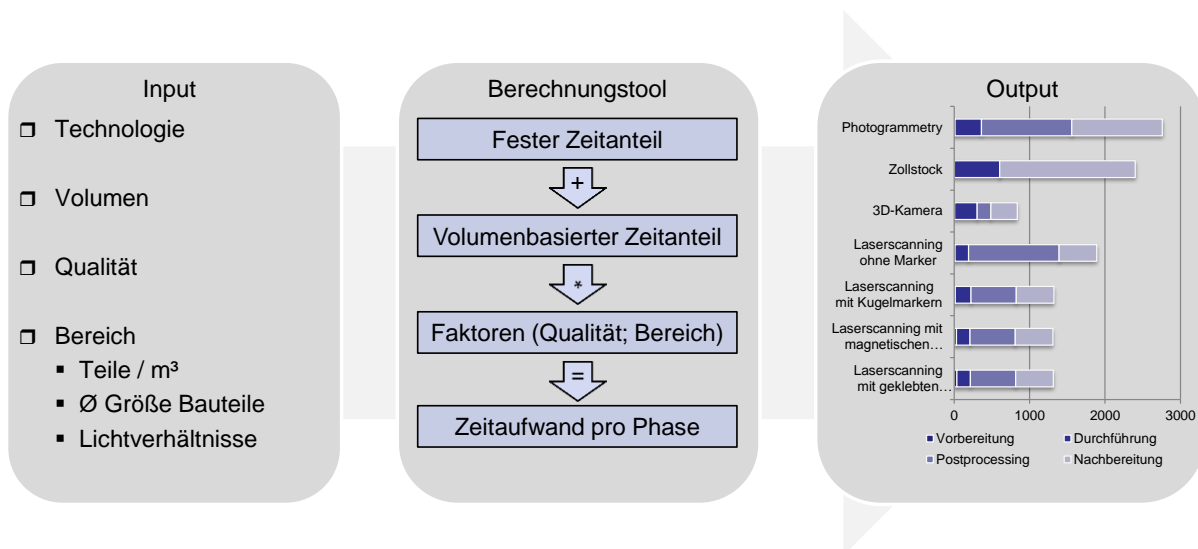 Input
Technologie
Volumen
Qualität
Bereich
Teile / m³
Ø Größe Bauteile
Lichtverhältnisse
Berechnungstool
Fester Zeitanteil
+
Volumenbasierter Zeitanteil
*
Faktoren (Qualität; Bereich)
=
Zeitaufwand pro Phase
Output
Photogrammetry
Zollstock
3D-Kamera
Laserscanning
ohne Marker
Laserscanning
mit Kugelmarkern
Laserscanning mit
magnetischen…
Laserscanning
mit geklebten…
0 1000 2000 3000
Vorbereitung Durchführung
Postprocessing Nachbereitung